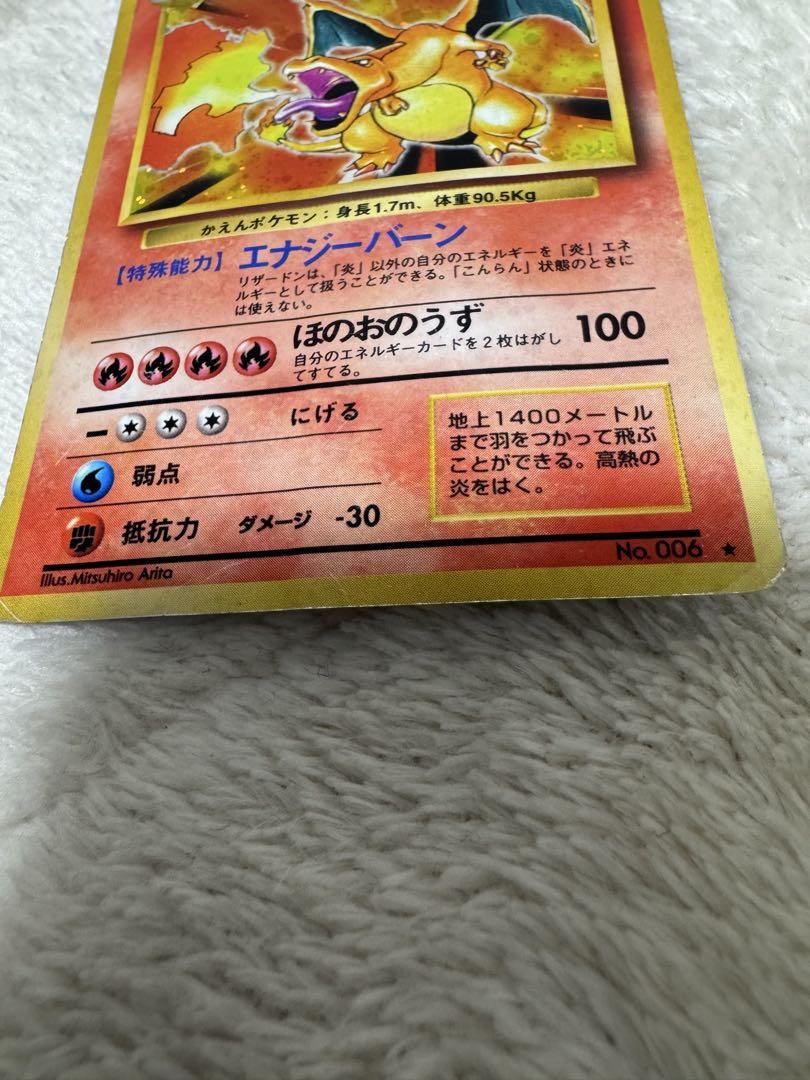 かえんポケモン：身長1.7m、体重90.5Kg
【特殊能力】エナジーバーン
リザードンは、「炎」以外の自分のエネルギーを「炎」エネ
ルギーとして扱うことができる。「こんらん」状態のときに
は使えない。
ほのおのうず 100
自分のエネルギーカードを2枚はがし
てすてる。
にげる
弱点
抵抗力 ダメージ -30
地上1400メートル
まで羽をつかって飛ぶ
ことができる。高熱の
炎をはく。
Illus.Mitsuhiro Arita
No.006 ★